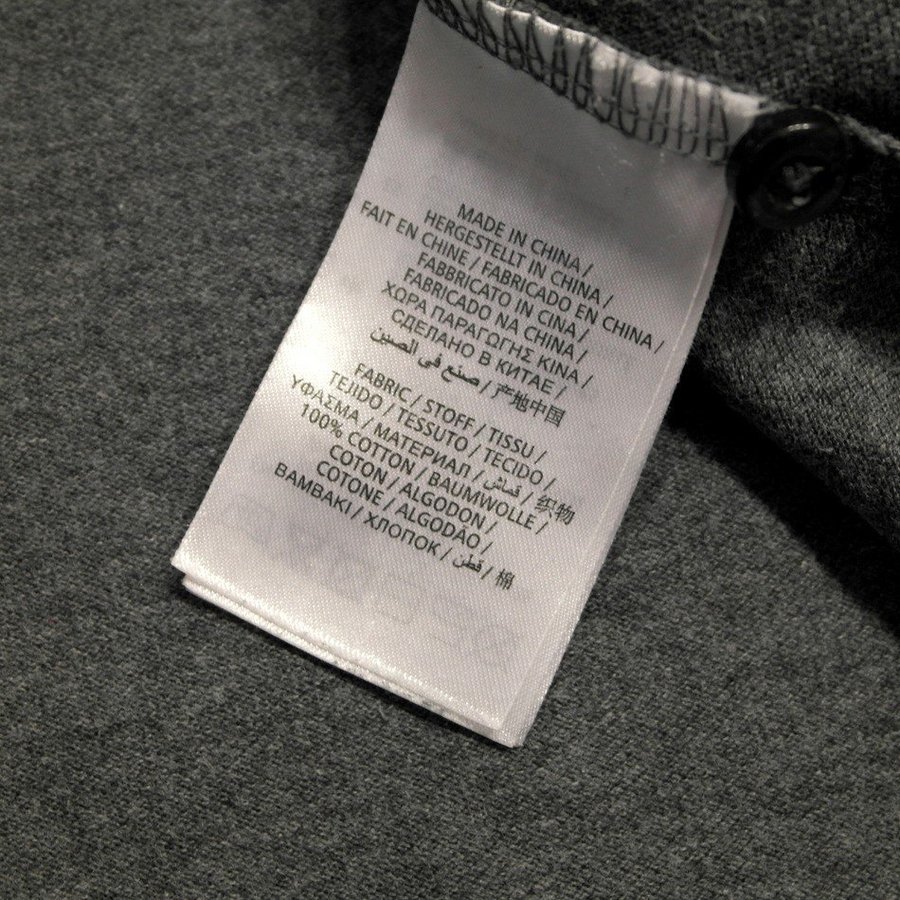 MADE IN CHINA /
HERGESTELLT IN CHINA /
FAIT EN CHINE / FABRICADO EN CHINA /
FABBRICATO IN CINA /
FABRICADO NA CHINA /
ΧΩΡΑ ΠΑΡΑΓΩΓΗΣ ΚΙΝΑ /
СДЕЛАНО В КИТАЕ /
صنع في الصين / 产地中国
FABRIC / STOFF / TISSU /
TEJIDO / TESSUTO / TECIDO /
ΥΦΑΣΜΑ / МАТЕРИАЛ / قماش / 织物
100% COTTON / BAUMWOLLE /
COTON / ALGODON /
COTONE / ALGODÃO /
ΒΑΜΒΑΚΙ / ХЛОПОК / قطن / 棉